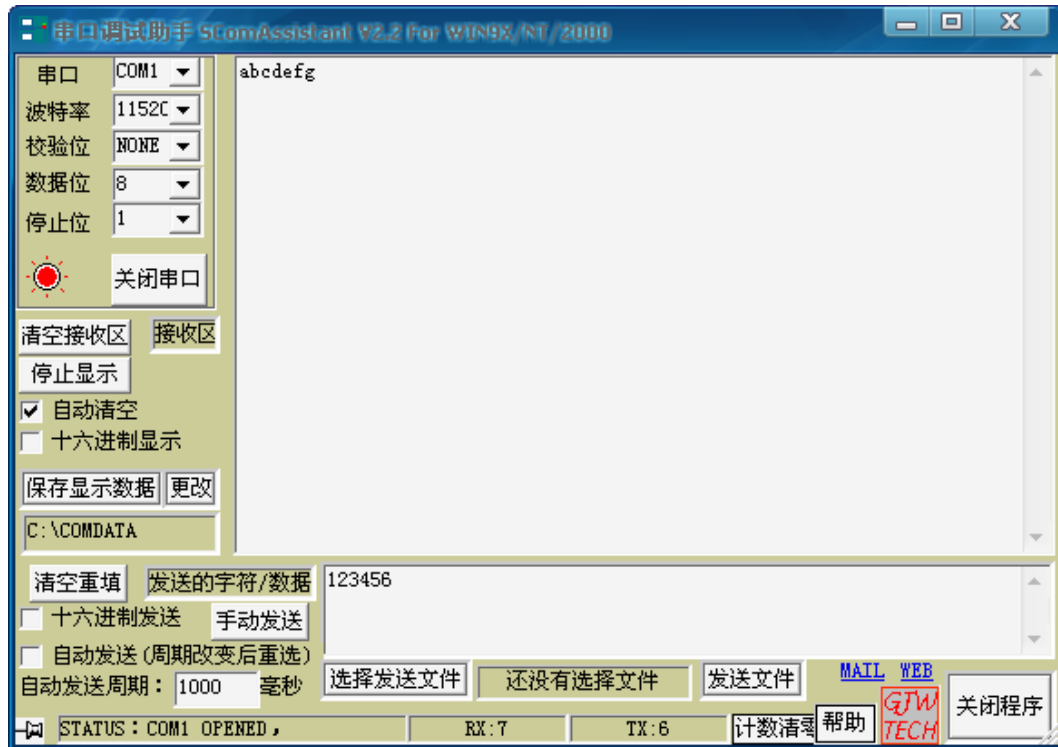 串口调试助手 SComAssistant V2.2 For WIN9X/NT/2000
串口 COM1
波特率 11520
校验位 NONE
数据位 8
停止位 1
关闭串口
清空接收区 接收区
停止显示
自动清空
十六进制显示
保存显示数据 更改
C:\COMDATA
abcdefg
清空重填 发送的字符/数据
123456
十六进制发送 手动发送
自动发送(周期改变后重选)
自动发送周期: 1000 毫秒
选择发送文件 还没有选择文件 发送文件
MAIL WEB
GJW
TECH
关闭程序
STATUS:COM1 OPENED, RX:7 TX:6 计数清零 帮助